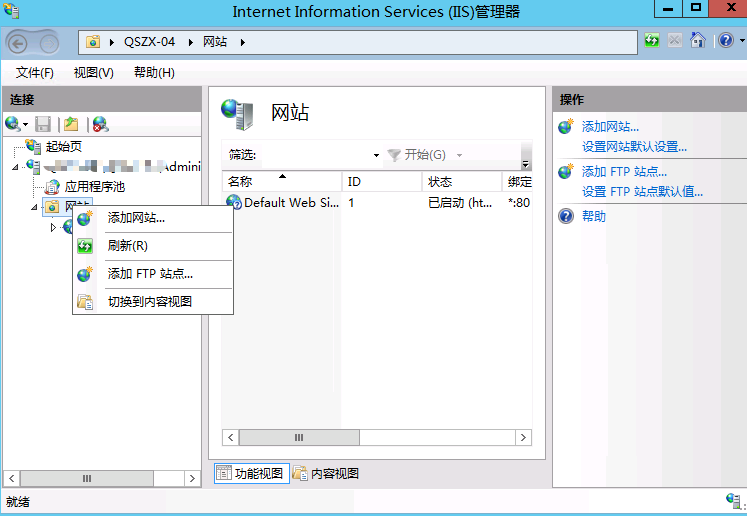 Internet Information Services (IIS)管理器
QSZX-04 网站
文件(F) 视图(V) 帮助(H)
连接
起始页
Admini
应用程序池
网站
添加网站...
刷新(R)
添加 FTP 站点...
切换到内容视图
网站
筛选: 开始(G)
名称 ID 状态 绑定
Default Web Si... 1 已启动 (ht... *:80
功能视图 内容视图
操作
添加网站...
设置网站默认设置...
添加 FTP 站点...
设置 FTP 站点默认值...
帮助
就绪